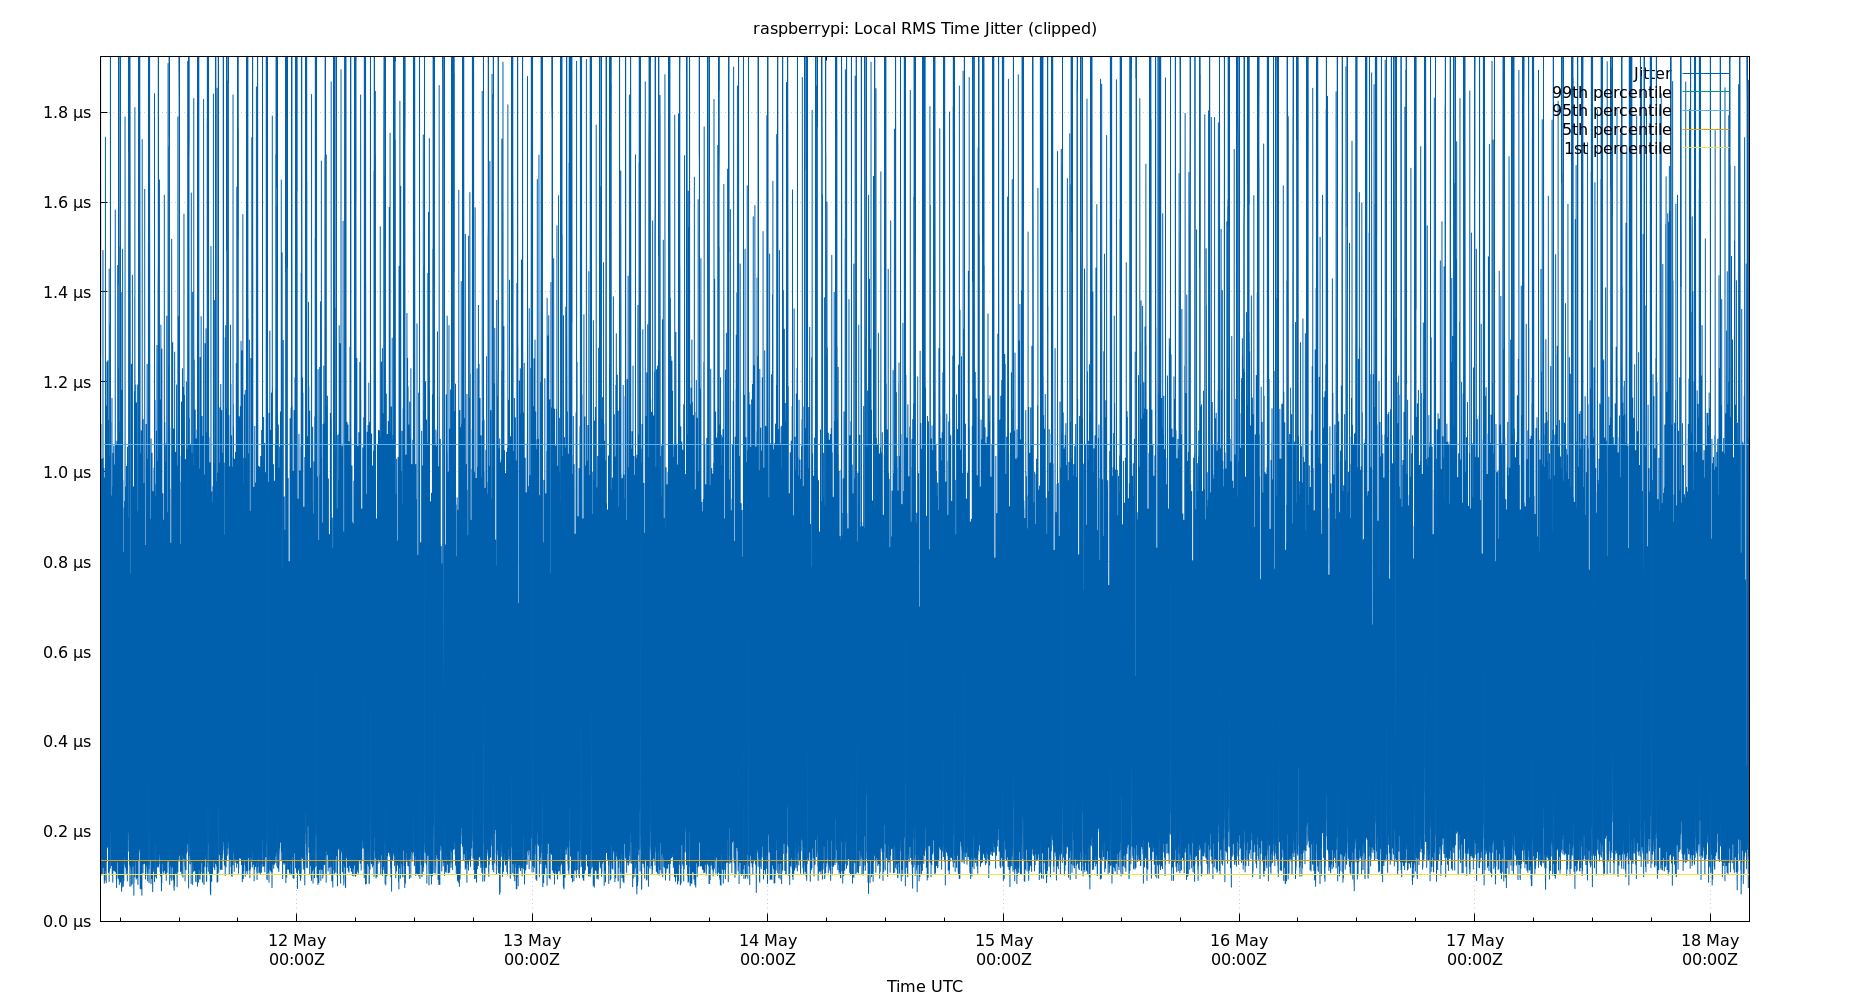 raspberrypi: Local RMS Time Jitter (clipped)
Jitter
99th percentile
95th percentile
5th percentile
1st percentile
1.8 µs
1.6 µs
1.4 µs
1.2 µs
1.0 µs
0.8 µs
0.6 µs
0.4 µs
0.2 µs
0.0 µs
12 May 13 May 14 May 15 May 16 May 17 May 18 May
00:00Z 00:00Z 00:00Z 00:00Z 00:00Z 00:00Z 00:00Z
Time UTC